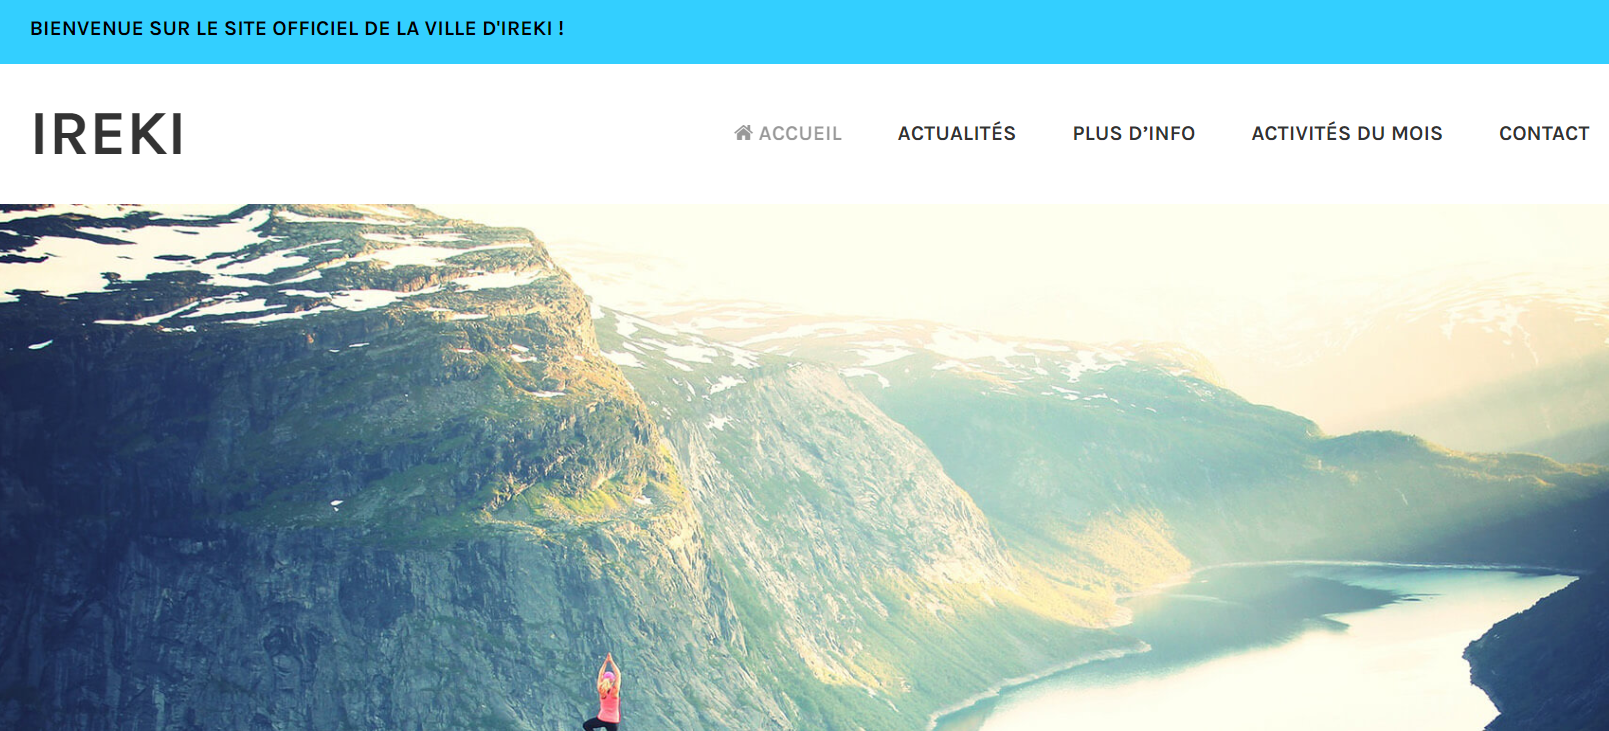 BIENVENUE SUR LE SITE OFFICIEL DE LA VILLE D'IREKI !
IREKI
ACCUEIL
ACTUALITÉS
PLUS D’INFO
ACTIVITÉS DU MOIS
CONTACT